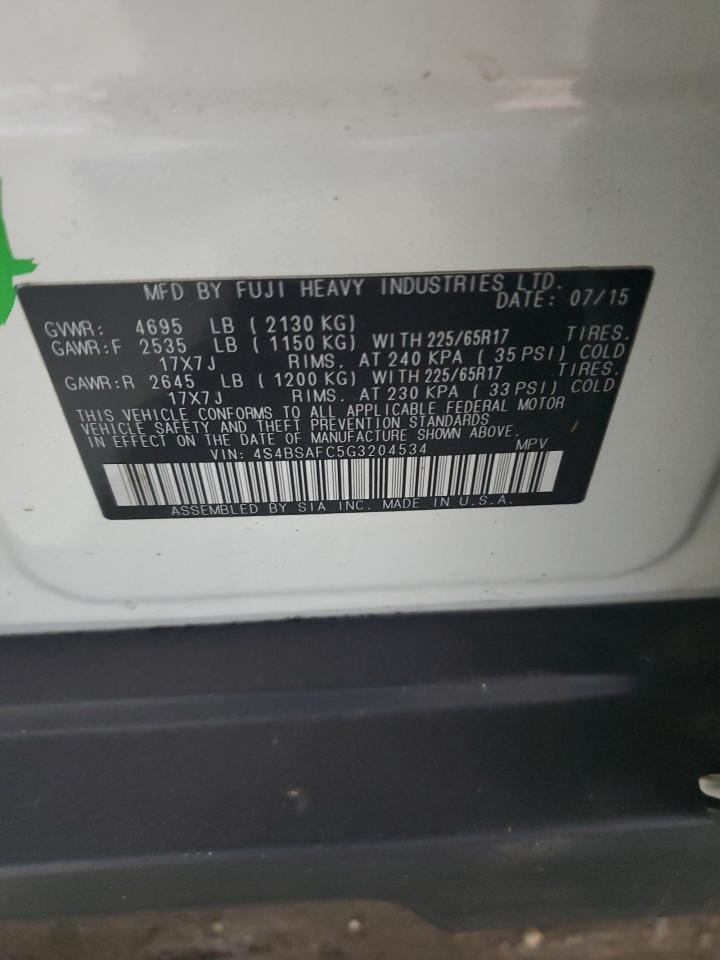 MFD BY FUJI HEAVY INDUSTRIES LTD.
DATE: 07/15
GVWR: 4695 LB ( 2130 KG)
GAWR:F 2535 LB ( 1150 KG) WITH 225/65R17 TIRES.
17X7J RIMS. AT 240 KPA ( 35 PSI) COLD
GAWR:R 2645 LB ( 1200 KG) WITH 225/65R17 TIRES.
17X7J RIMS. AT 230 KPA ( 33 PSI) COLD
THIS VEHICLE CONFORMS TO ALL APPLICABLE FEDERAL MOTOR
VEHICLE SAFETY AND THEFT PREVENTION STANDARDS
IN EFFECT ON THE DATE OF MANUFACTURE SHOWN ABOVE.
VIN: 4S4BSAFC5G3204534 MPV
ASSEMBLED BY SIA INC. MADE IN U.S.A.